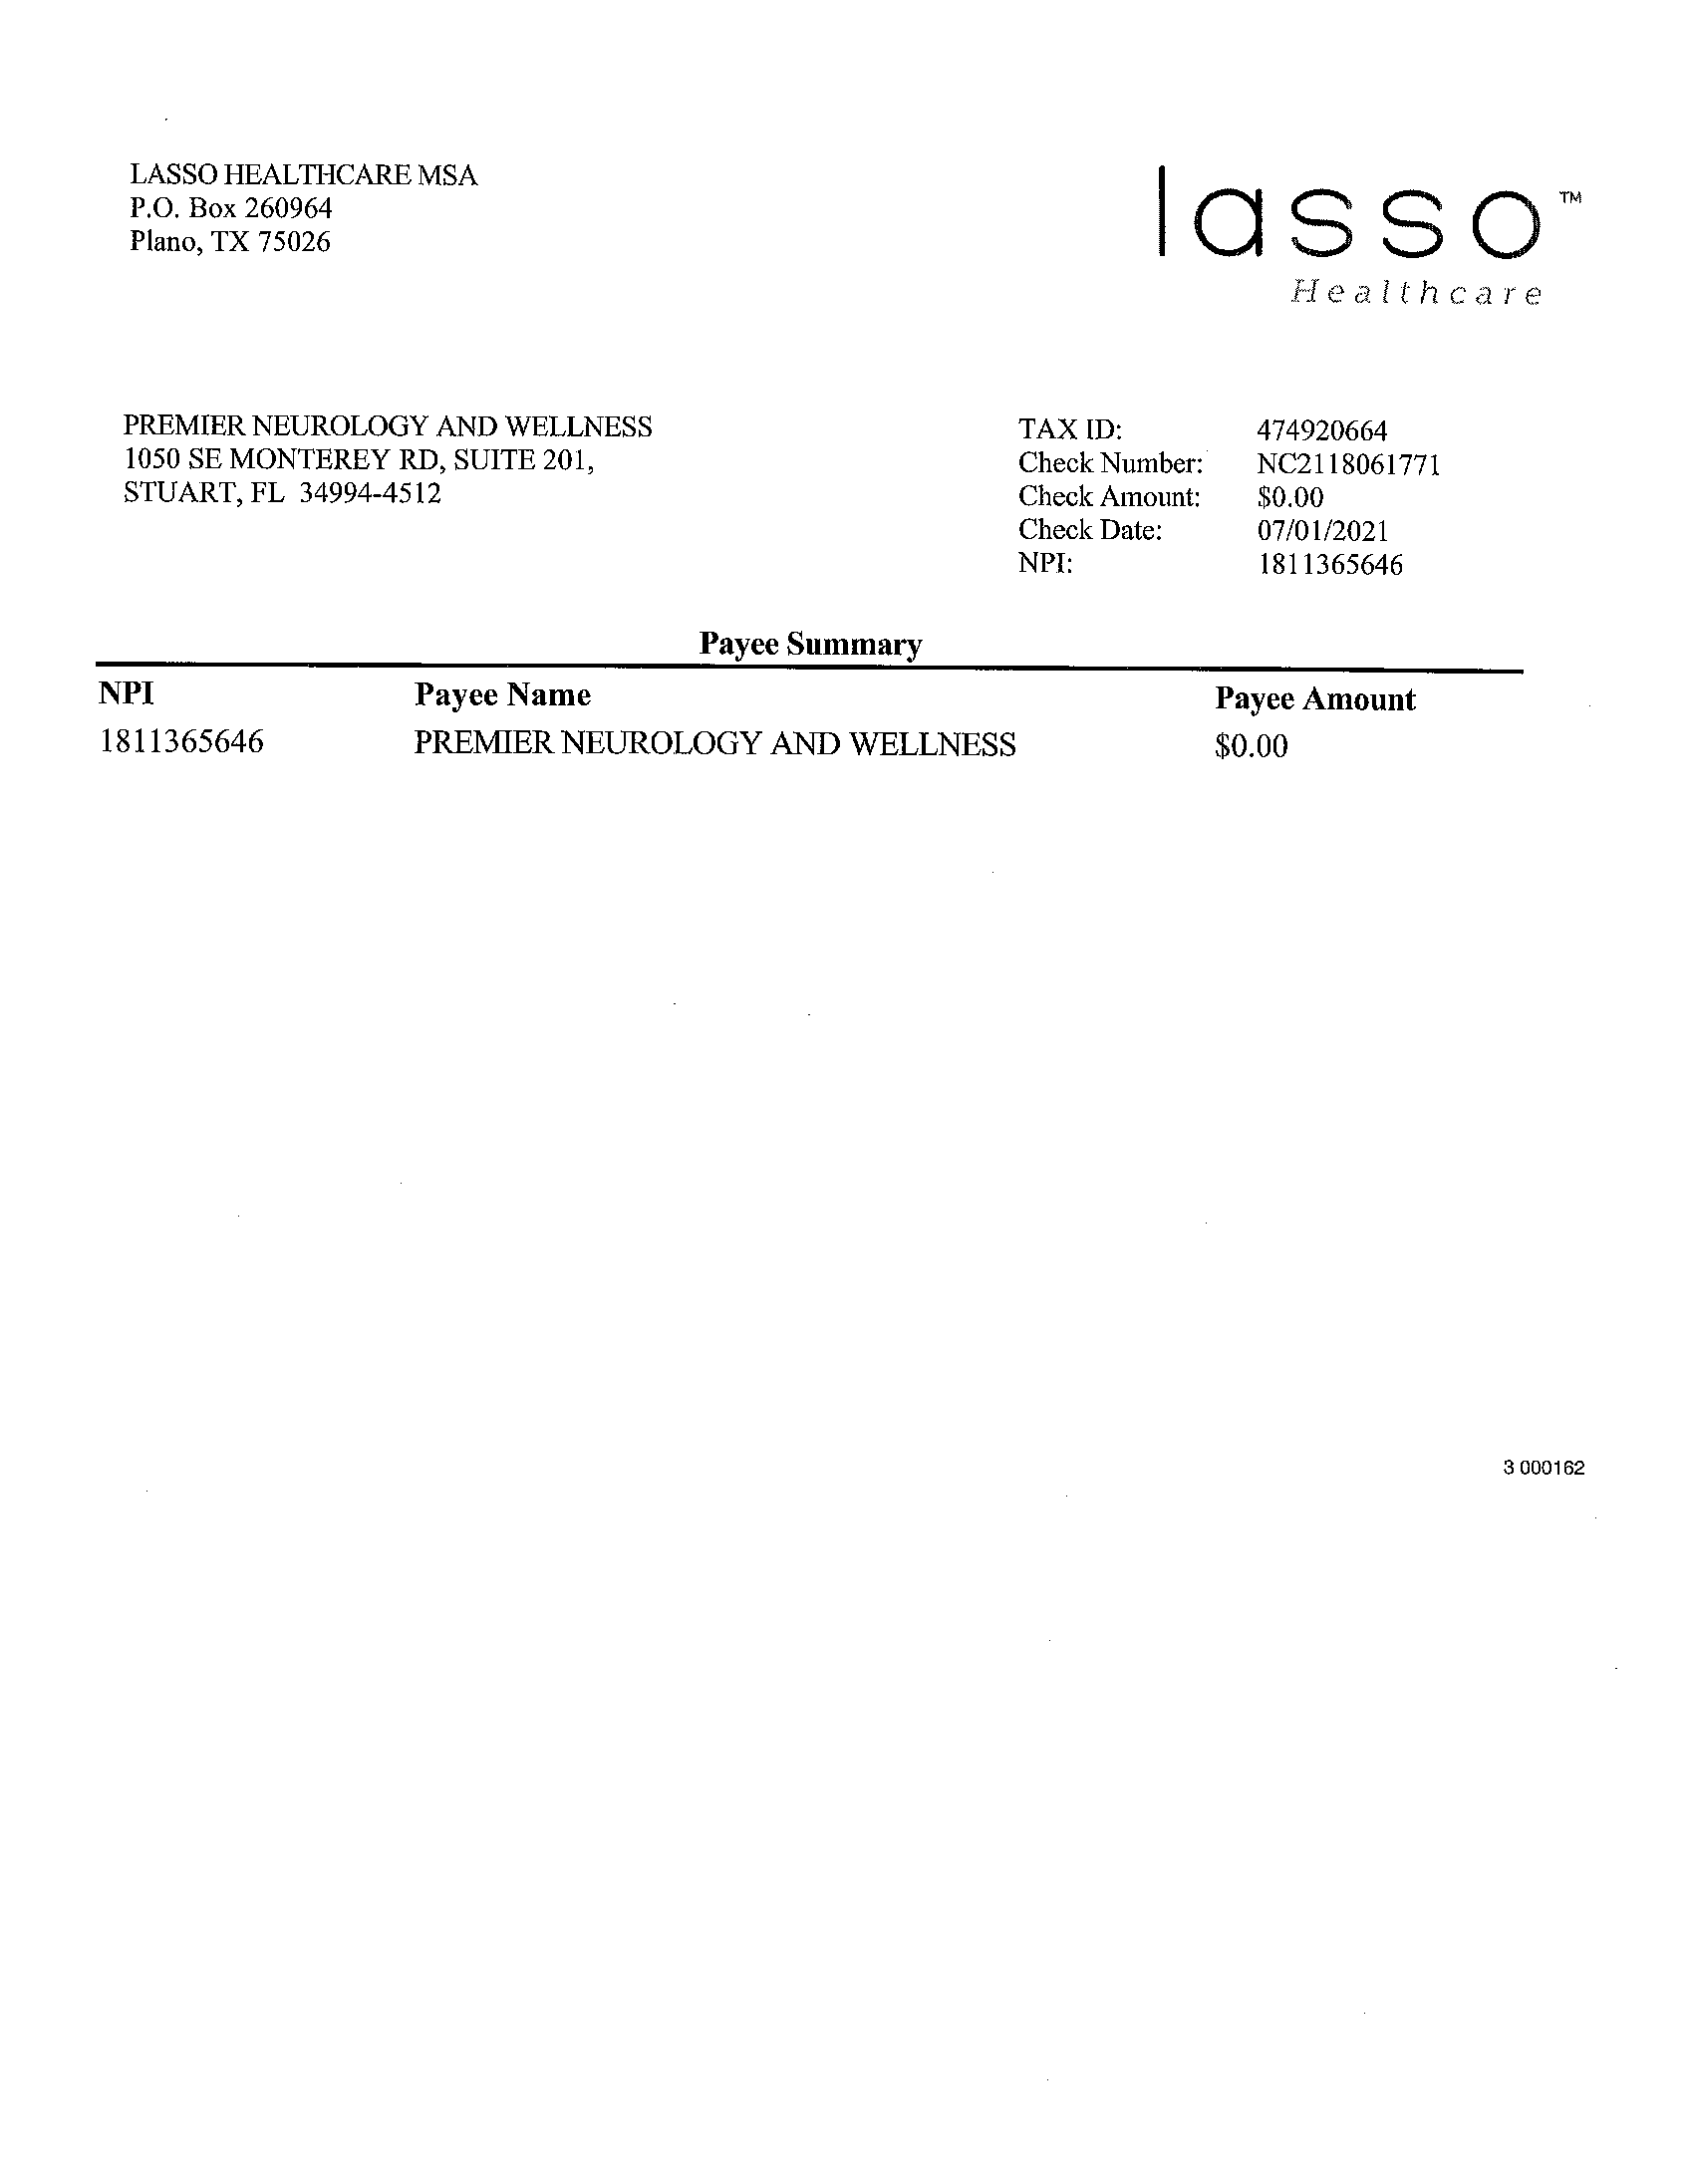 LASSO HEALTHCARE MSA
P.O. Box 260964
Plano, TX 75026
lasso™
Healthcare
PREMIER NEUROLOGY AND WELLNESS
1050 SE MONTEREY RD, SUITE 201,
STUART, FL 34994-4512
TAX ID: 474920664
Check Number: NC2118061771
Check Amount: $0.00
Check Date: 07/01/2021
NPI: 1811365646
Payee Summary
NPI Payee Name Payee Amount
1811365646 PREMIER NEUROLOGY AND WELLNESS $0.00
3 000162